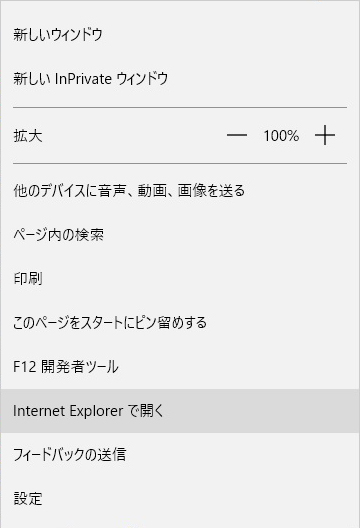 新しいウィンドウ
新しい InPrivate ウィンドウ
拡大 — 100% +
他のデバイスに音声、動画、画像を送る
ページ内の検索
印刷
このページをスタートにピン留めする
F12 開発者ツール
Internet Explorer で開く
フィードバックの送信
設定